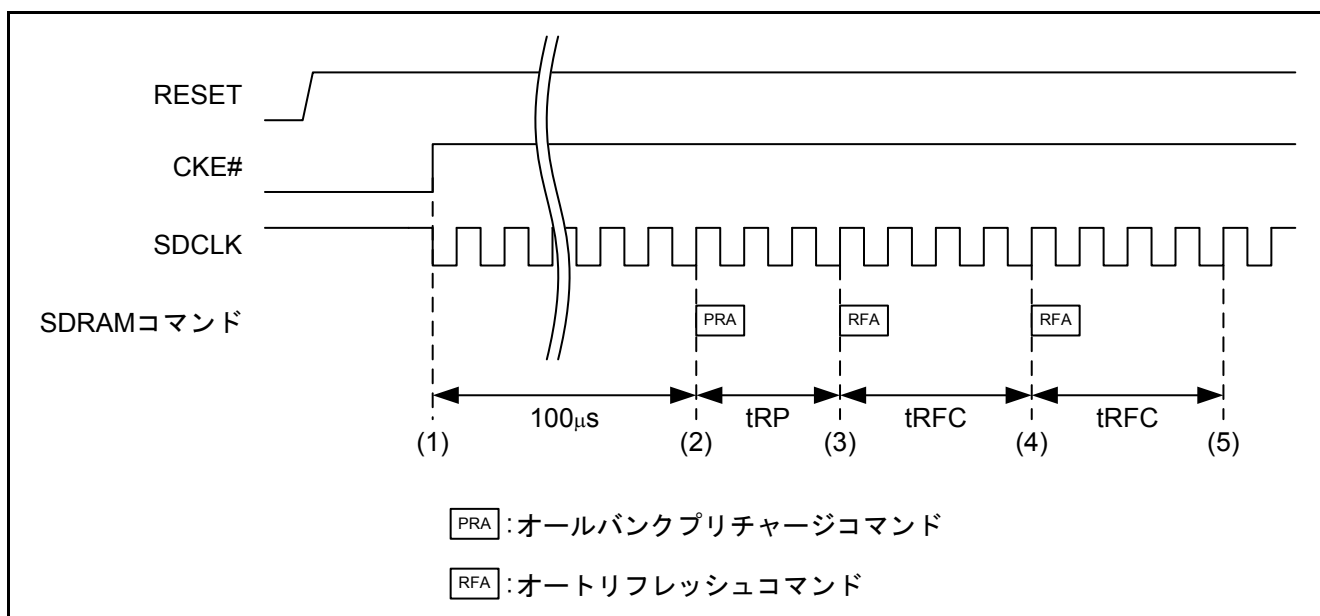 RESET
CKE#
SDCLK
SDRAMコマンド
PRA RFA RFA
100μs tRP tRFC tRFC
(1) (2) (3) (4) (5)
PRA :オールバンクプリチャージコマンド
RFA :オートリフレッシュコマンド